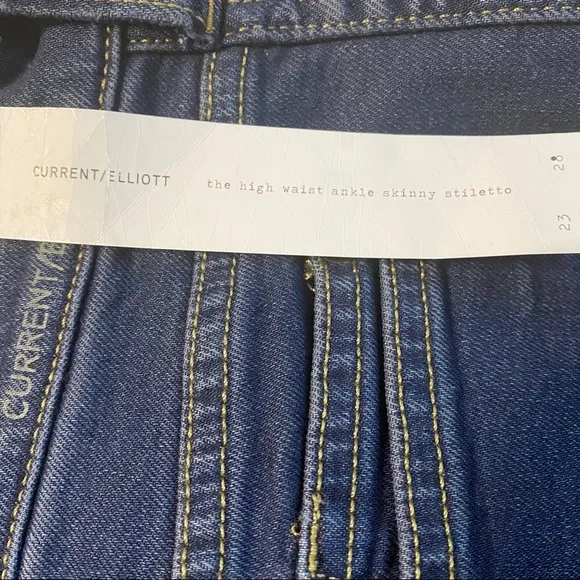 CURRENT/ELLIOTT the high waist ankle skinny stiletto
28
23
CURRENT/E